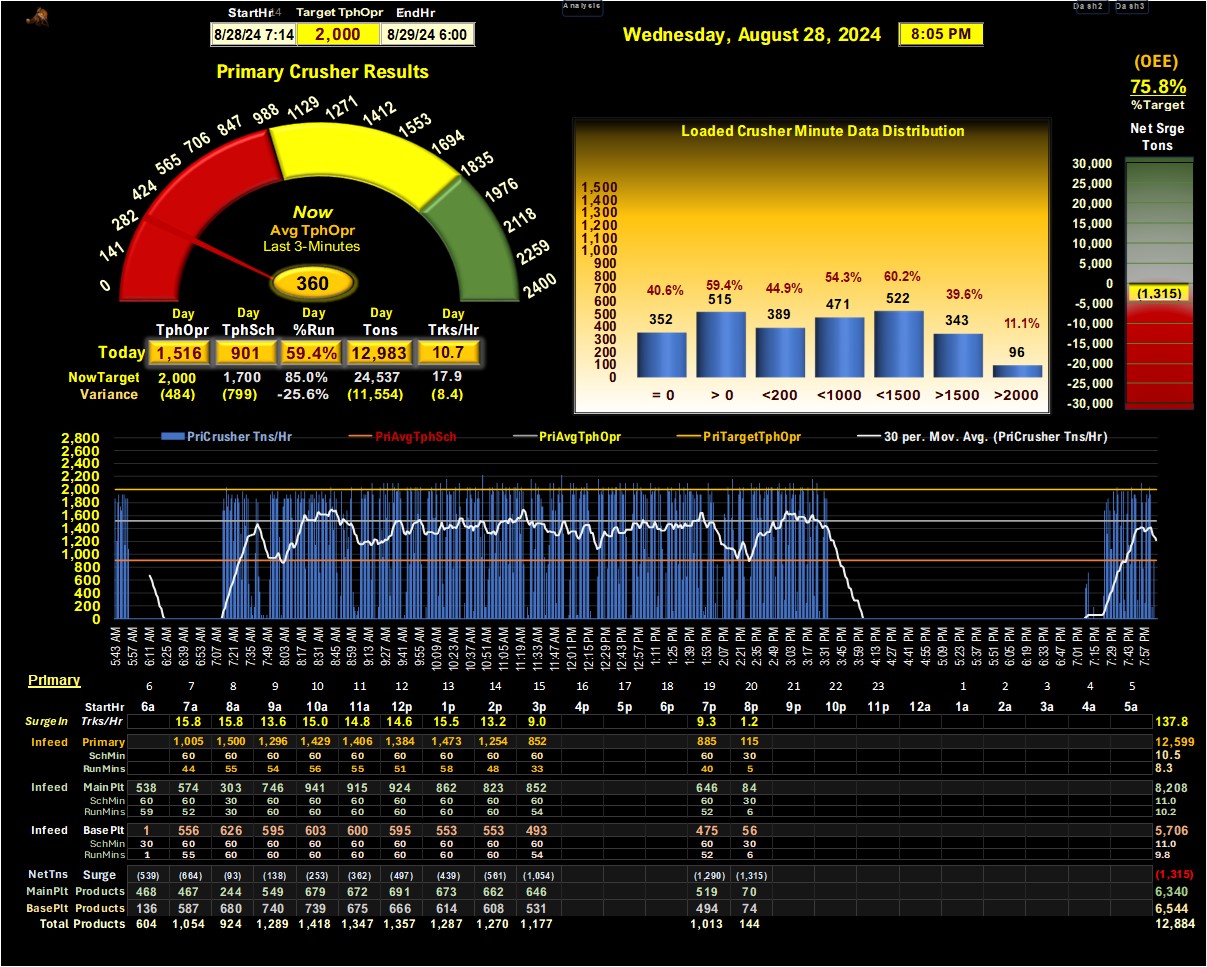 StartHr Target TphOpr EndHr
8/28/24 7:14 2,000 8/29/24 6:00
Analysis
Dash2 Dash3
Wednesday, August 28, 2024 8:05 PM
(OEE)
75.8%
%Target
Net Srge
Tons
30,000
25,000
20,000
15,000
10,000
5,000
0
(1,315)
-5,000
-10,000
-15,000
-20,000
-25,000
-30,000
Primary Crusher Results
0 141 282 424 565 706 847 988 1129 1271 1412 1553 1694 1835 1976 2118 2259 2400
Now
Avg TphOpr
Last 3-Minutes
360
Day Day Day Day Day
TphOpr TphSch %Run Tons Trks/Hr
Today 1,516 901 59.4% 12,983 10.7
NowTarget 2,000 1,700 85.0% 24,537 17.9
Variance (484) (799) -25.6% (11,554) (8.4)
Loaded Crusher Minute Data Distribution
1,500
1,400
1,300
1,200
1,100
1,000
900
800
700
600
500
400
300
200
100
0
40.6% 59.4% 44.9% 54.3% 60.2% 39.6% 11.1%
352 515 389 471 522 343 96
= 0 > 0 <200 <1000 <1500 >1500 >2000
PriCrusher Tns/Hr PriAvgTphSch PriAvgTphOpr PriTargetTphOpr 30 per. Mov. Avg. (PriCrusher Tns/Hr)
2,800
2,600
2,400
2,200
2,000
1,800
1,600
1,400
1,200
1,000
800
600
400
200
0
5:43 AM 5:57 AM 6:11 AM 6:25 AM 6:39 AM 6:53 AM 7:07 AM 7:21 AM 7:35 AM 7:49 AM 8:03 AM 8:17 AM 8:31 AM 8:45 AM 8:59 AM 9:13 AM 9:27 AM 9:41 AM 9:55 AM 10:09 AM 10:23 AM 10:37 AM 10:51 AM 11:05 AM 11:19 AM 11:33 AM 11:47 AM 12:01 PM 12:15 PM 12:29 PM 12:43 PM 12:57 PM 1:11 PM 1:25 PM 1:39 PM 1:53 PM 2:07 PM 2:21 PM 2:35 PM 2:49 PM 3:03 PM 3:17 PM 3:31 PM 3:45 PM 3:59 PM 4:13 PM 4:27 PM 4:41 PM 4:55 PM 5:09 PM 5:23 PM 5:37 PM 5:51 PM 6:05 PM 6:19 PM 6:33 PM 6:47 PM 7:01 PM 7:15 PM 7:29 PM 7:43 PM 7:57 PM
Primary
6 7 8 9 10 11 12 13 14 15 16 17 18 19 20 21 22 23 1 2 3 4 5
StartHr 6a 7a 8a 9a 10a 11a 12p 1p 2p 3p 4p 5p 6p 7p 8p 9p 10p 11p 12a 1a 2a 3a 4a 5a
SurgeIn Trks/Hr 15.8 15.8 13.6 15.0 14.8 14.6 15.5 13.2 9.0 9.3 1.2 137.8
Infeed Primary 1,005 1,500 1,296 1,429 1,406 1,384 1,473 1,254 852 885 115 12,599
SchMin 60 60 60 60 60 60 60 60 60 60 30 10.5
RunMins 44 55 54 56 55 51 58 48 33 40 5 8.3
Infeed MainPlt 538 574 303 746 941 915 924 862 823 852 646 84 8,208
SchMin 60 60 30 60 60 60 60 60 60 60 60 30 11.0
RunMins 59 52 30 60 60 60 60 60 60 54 52 6 10.2
Infeed BasePlt 1 556 626 595 603 600 595 553 553 493 475 56 5,706
SchMin 30 60 60 60 60 60 60 60 60 60 60 30 11.0
RunMins 1 55 60 60 60 60 60 60 60 54 52 6 9.8
NetTns Surge (539) (664) (93) (138) (253) (362) (497) (439) (561) (1,054) (1,290) (1,315) (1,315)
MainPlt Products 468 467 244 549 679 672 691 673 662 646 519 70 6,340
BasePlt Products 136 587 680 740 739 675 666 614 608 531 494 74 6,544
Total Products 604 1,054 924 1,289 1,418 1,347 1,357 1,287 1,270 1,177 1,013 144 12,884